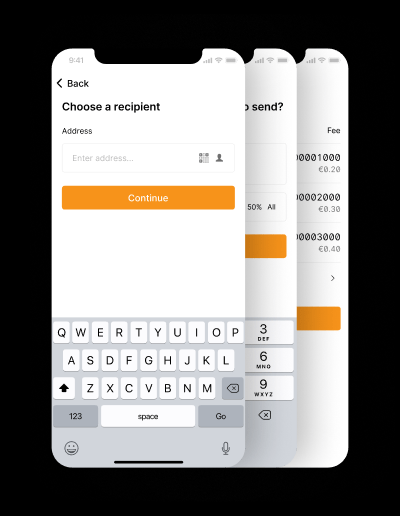 9:41
Back
Choose a recipient
Address
Enter address...
Continue
Q W E R T Y U I O P
A S D F G H J K L
Z X C V B N M
123 space Go
o send?
50% All
3
DEF
6
MNO
9
WXYZ
Fee
00001000
€0.20
00002000
€0.30
00003000
€0.40